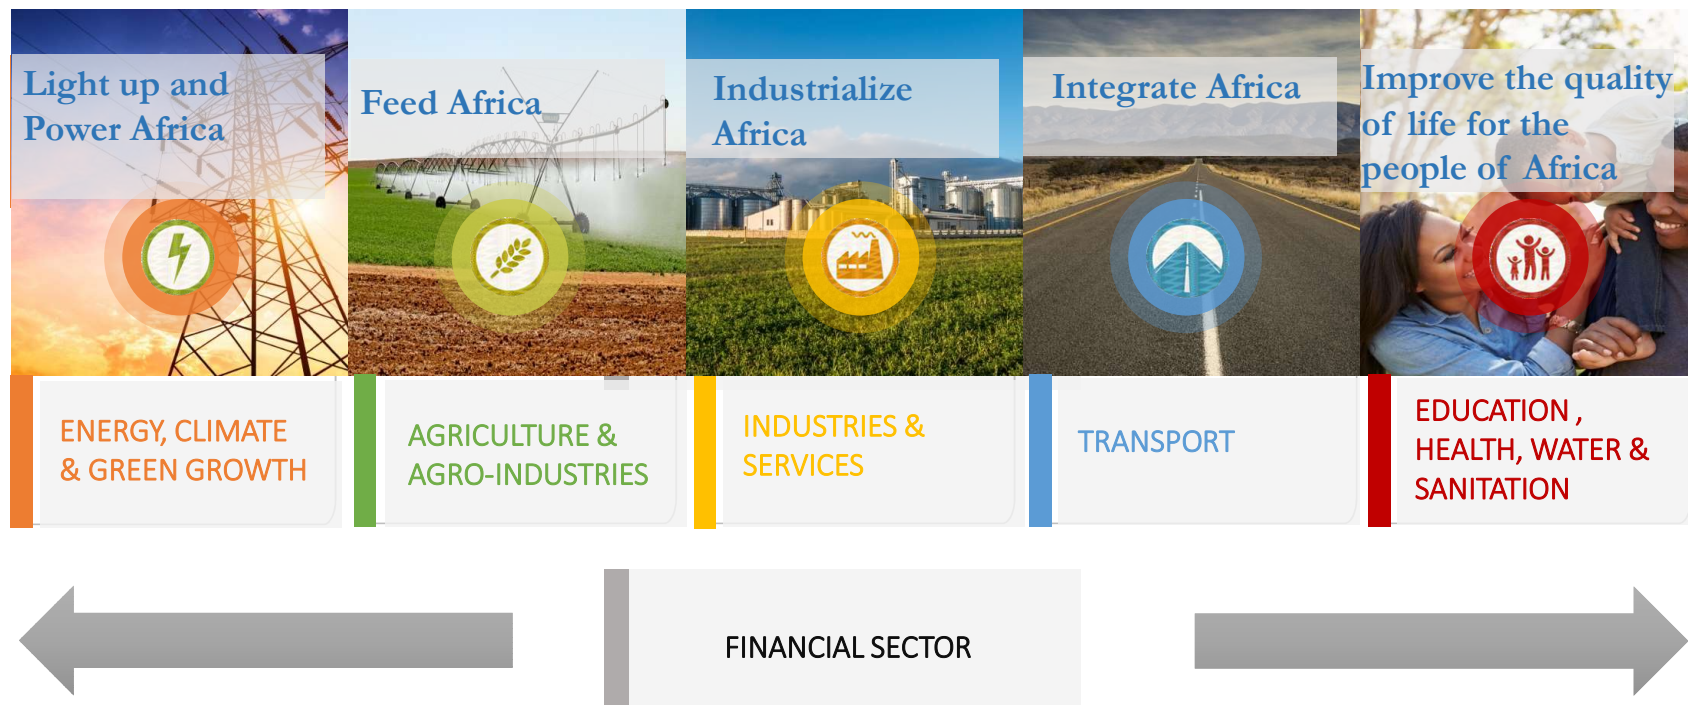 Light up and
Power Africa
Feed Africa
Industrialize
Africa
Integrate Africa
Improve the quality
of life for the
people of Africa
ENERGY, CLIMATE
& GREEN GROWTH
AGRICULTURE &
AGRO-INDUSTRIES
INDUSTRIES &
SERVICES
TRANSPORT
EDUCATION ,
HEALTH, WATER &
SANITATION
FINANCIAL SECTOR